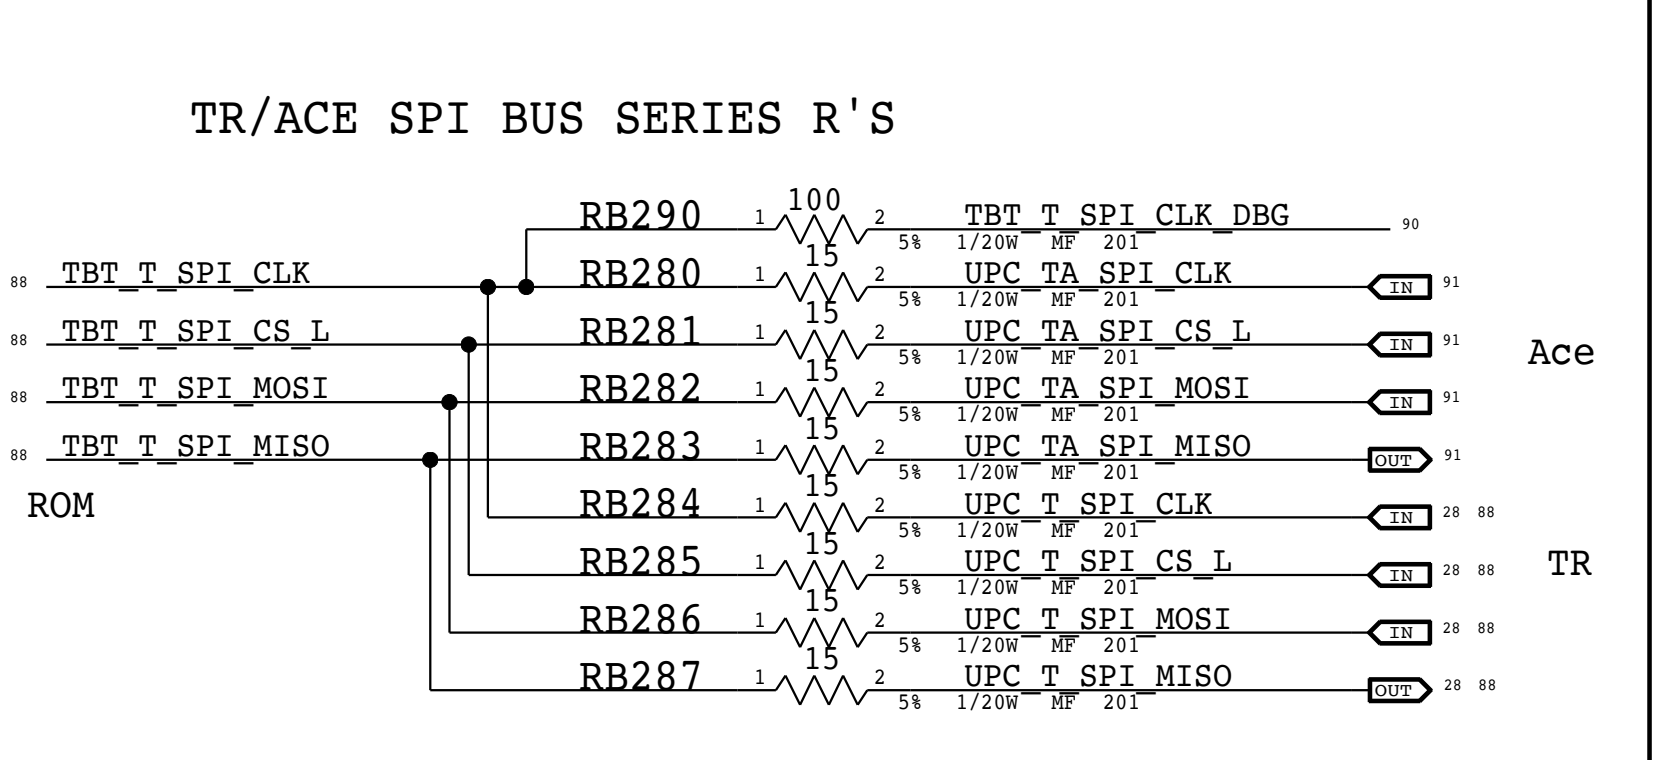 TR/ACE SPI BUS SERIES R'S
100
RB290 1 2 TBT_T_SPI_CLK_DBG 90
5% 1/20W MF 201
15
88 TBT_T_SPI_CLK RB280 1 2 UPC_TA_SPI_CLK IN 91
5% 1/20W MF 201
15
88 TBT_T_SPI_CS_L RB281 1 2 UPC_TA_SPI_CS_L IN 91
5% 1/20W MF 201
Ace
15
88 TBT_T_SPI_MOSI RB282 1 2 UPC_TA_SPI_MOSI IN 91
5% 1/20W MF 201
15
88 TBT_T_SPI_MISO RB283 1 2 UPC_TA_SPI_MISO OUT 91
5% 1/20W MF 201
ROM
15
RB284 1 2 UPC_T_SPI_CLK IN 28 88
5% 1/20W MF 201
15
RB285 1 2 UPC_T_SPI_CS_L IN 28 88
TR
5% 1/20W MF 201
15
RB286 1 2 UPC_T_SPI_MOSI IN 28 88
5% 1/20W MF 201
15
RB287 1 2 UPC_T_SPI_MISO OUT 28 88
5% 1/20W MF 201